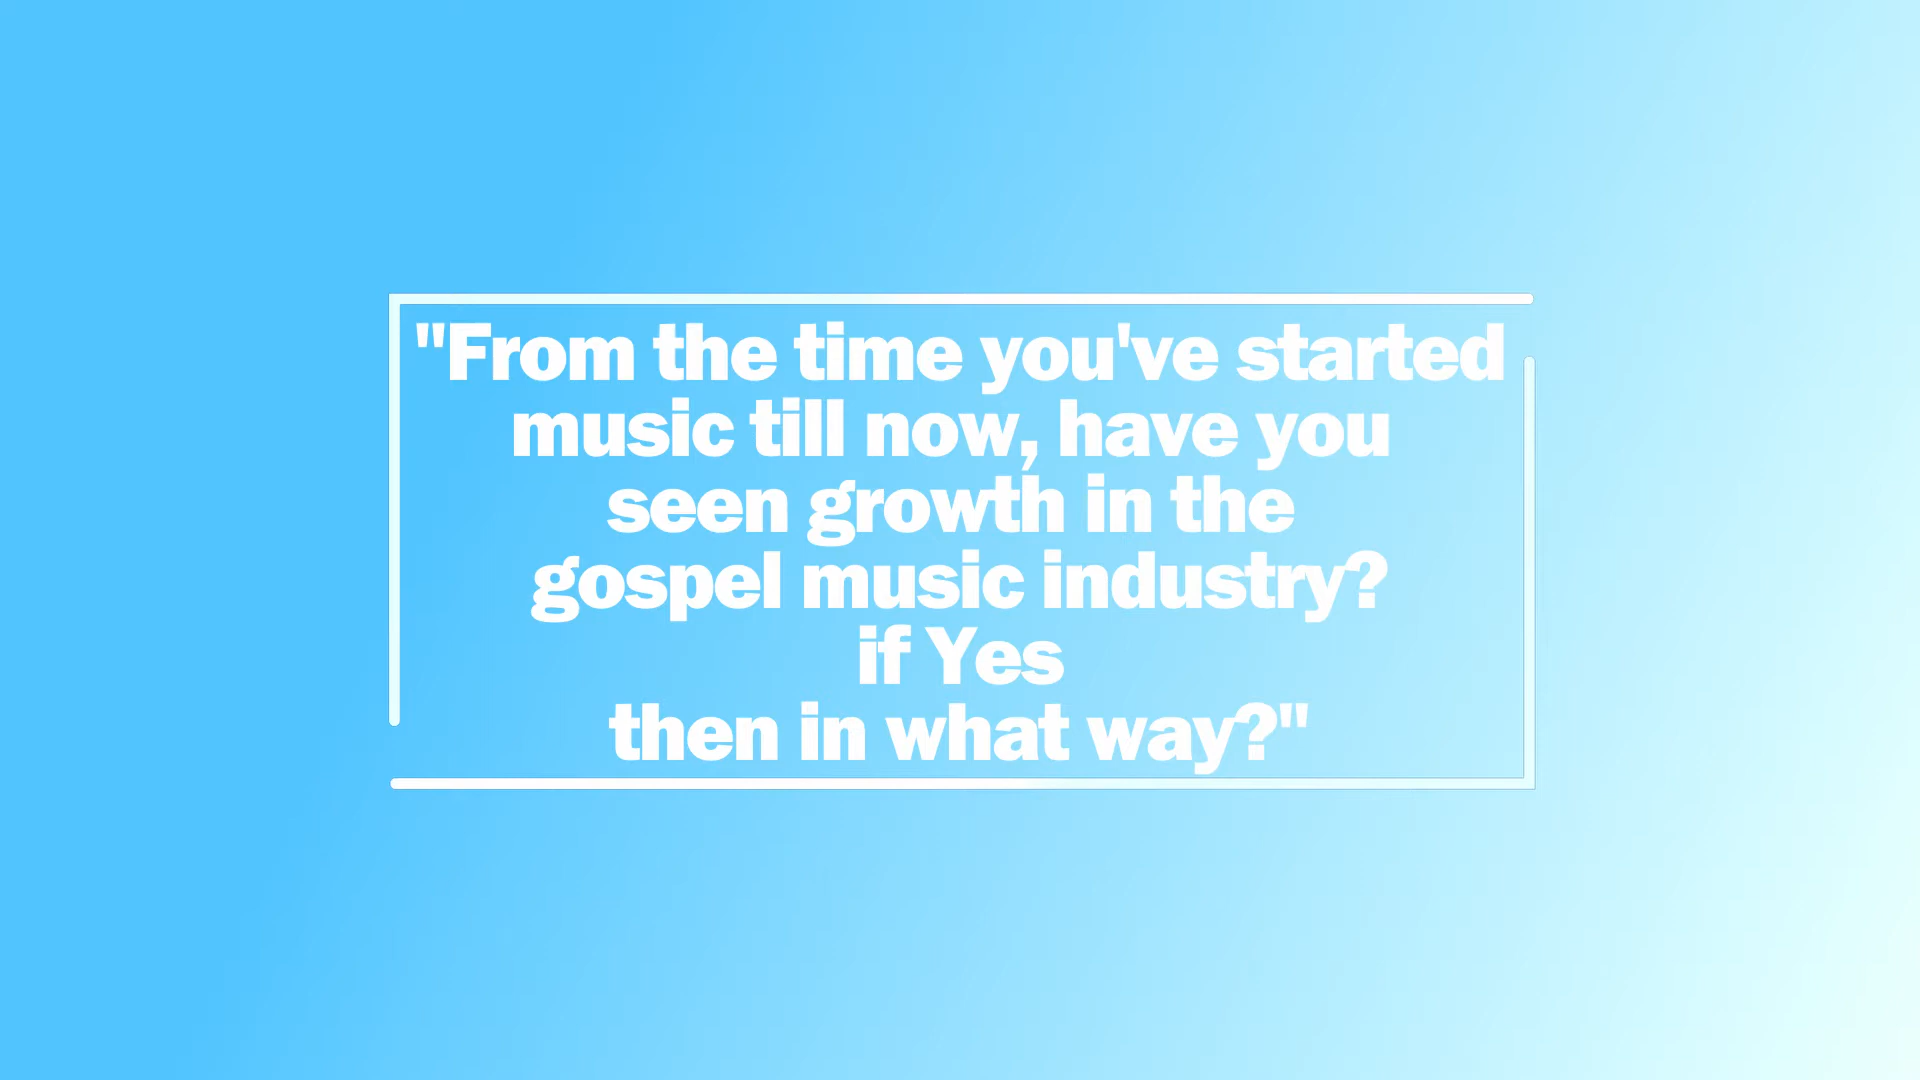 "From the time you've started
music till now, have you
seen growth in the
gospel music industry?
if Yes
then in what way?"